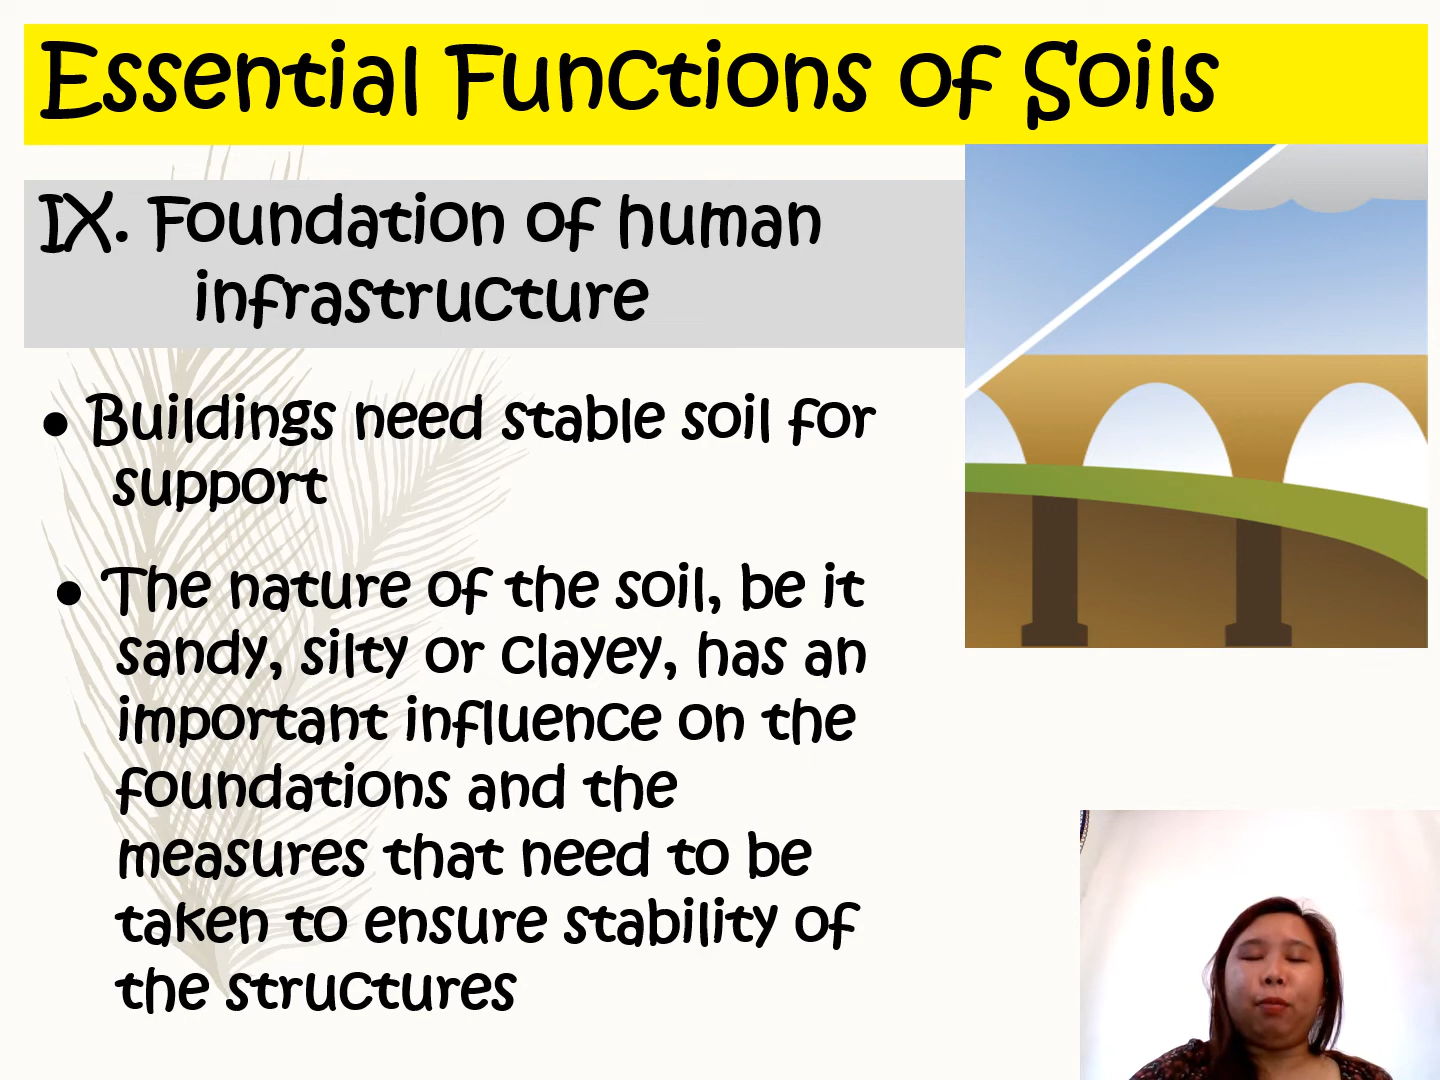 Essential Functions of Soils
IX. Foundation of human
infrastructure
• Buildings need stable soil for
support
• The nature of the soil, be it
sandy, silty or clayey, has an
important influence on the
foundations and the
measures that need to be
taken to ensure stability of
the structures